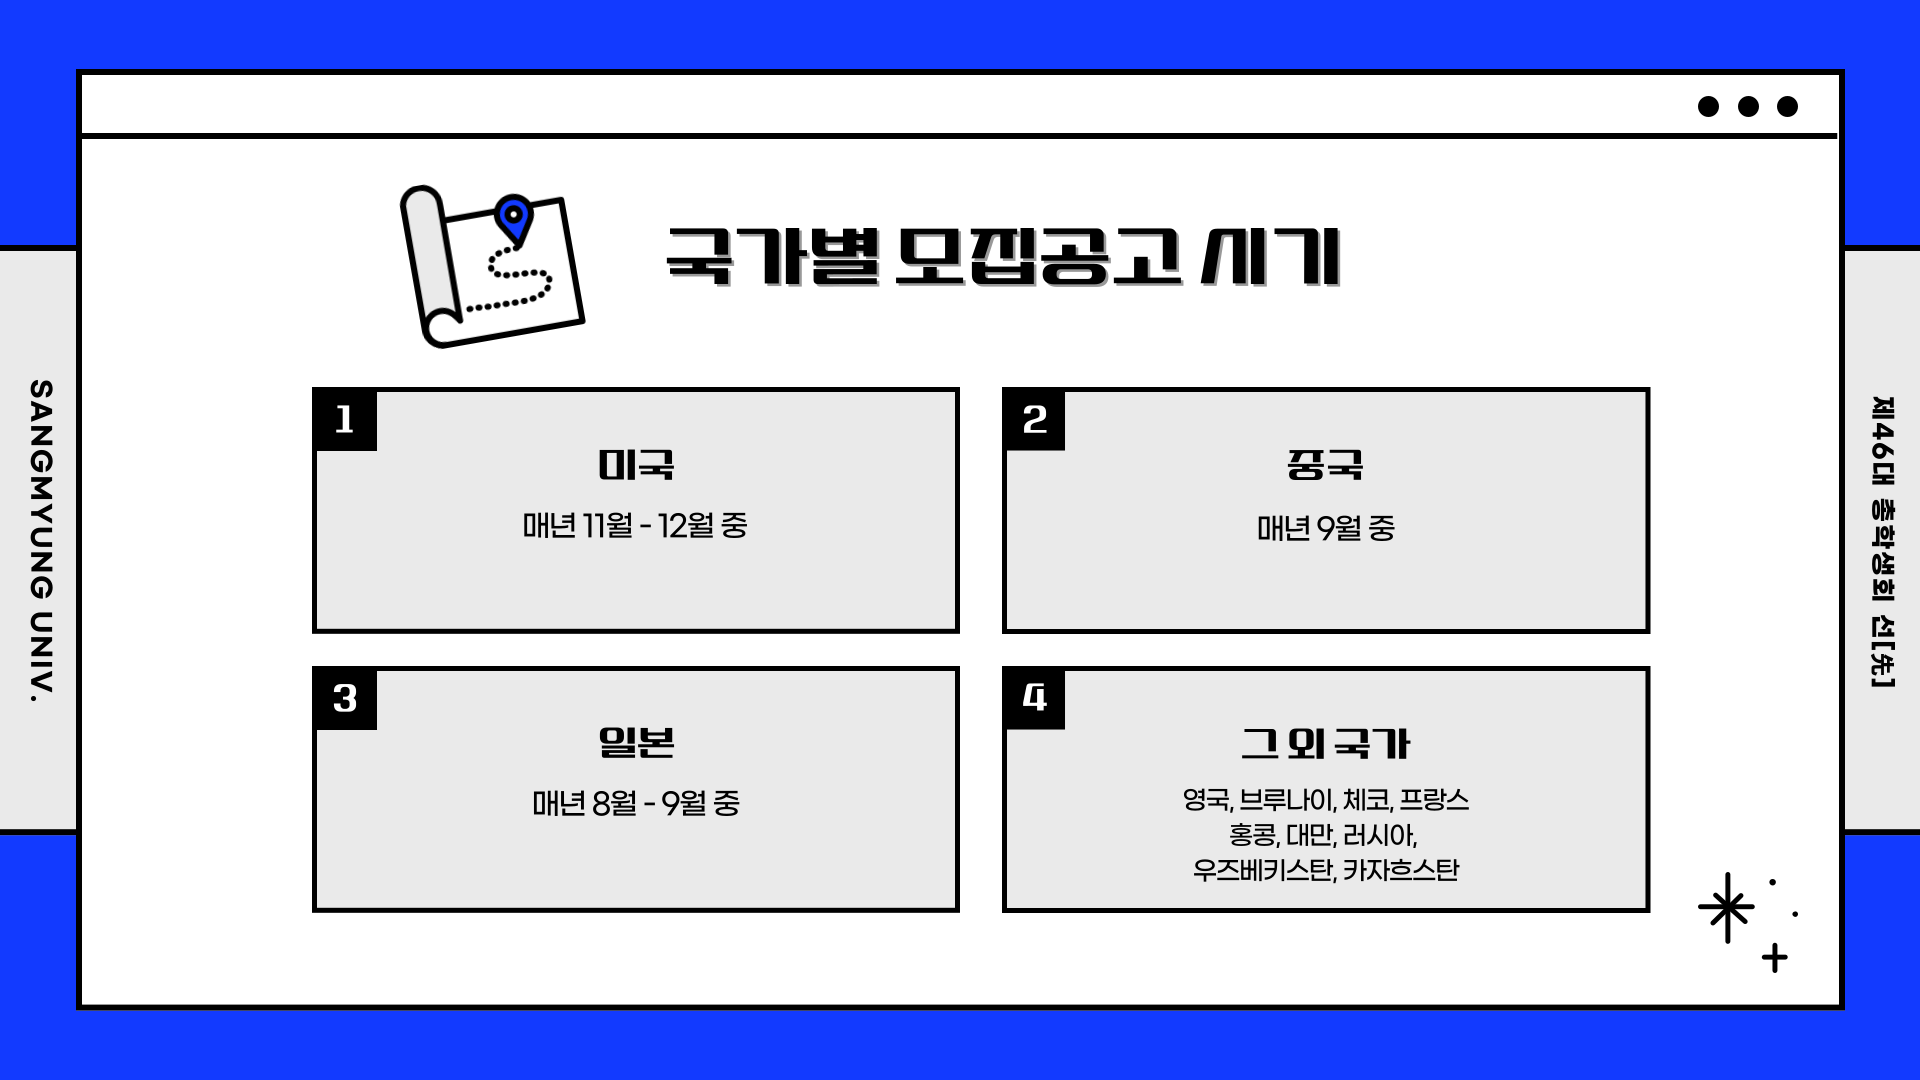 국가별 모집공고 시기
1
미국
매년 11월 - 12월 중
2
중국
매년 9월 중
3
일본
매년 8월 - 9월 중
4
그 외 국가
영국, 브루나이, 체코, 프랑스
홍콩, 대만, 러시아,
우즈베키스탄, 카자흐스탄
SANGMYUNG UNIV.
제46대 총학생회 선[先]